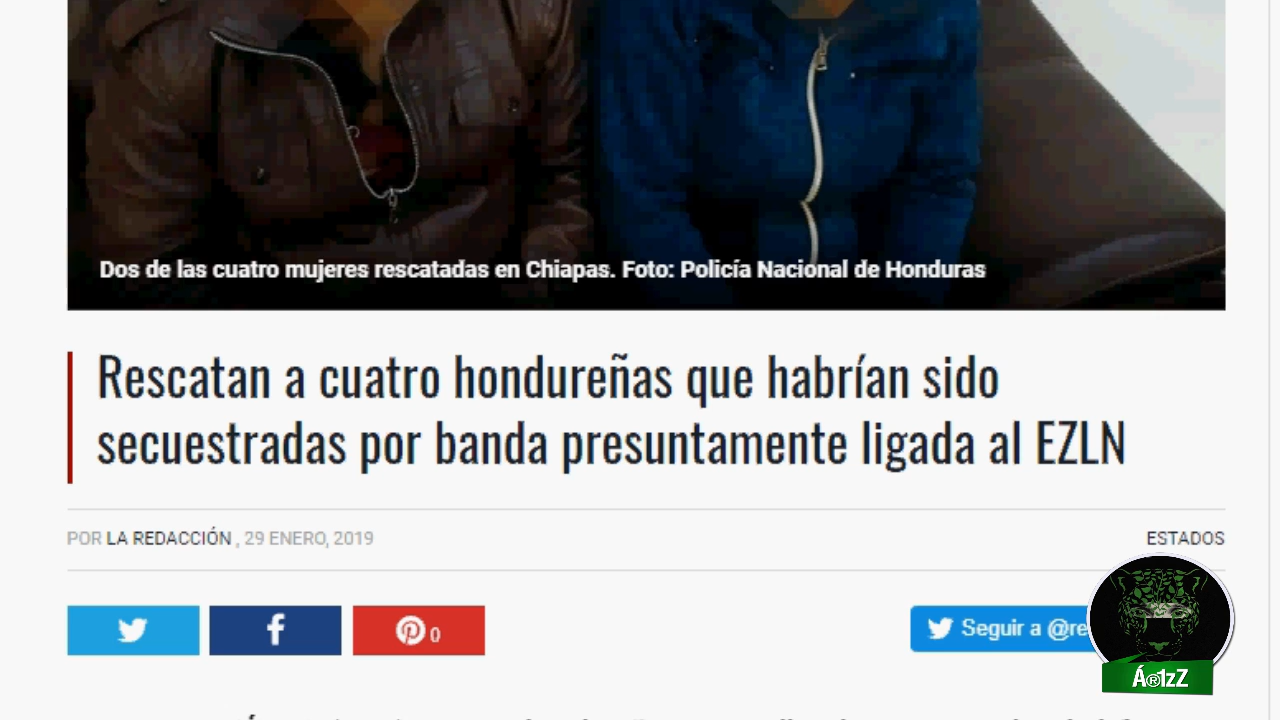 Dos de las cuatro mujeres rescatadas en Chiapas. Foto: Policía Nacional de Honduras
Rescatan a cuatro hondureñas que habrían sido
secuestradas por banda presuntamente ligada al EZLN
POR LA REDACCIÓN , 29 ENERO, 2019
ESTADOS
0
Seguir a @re
Á®1zZ